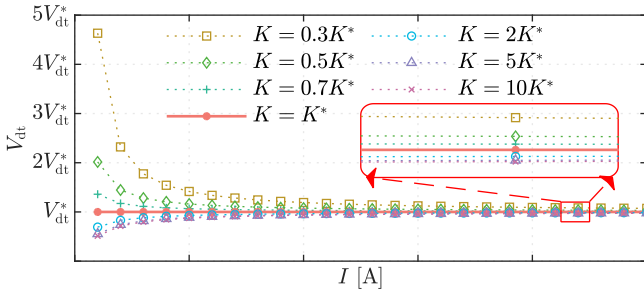 5V*dt
4V*dt
3V*dt
2V*dt
V*dt
Vdt
K = 0.3K*
K = 2K*
K = 0.5K*
K = 5K*
K = 0.7K*
K = 10K*
K = K*
I [A]